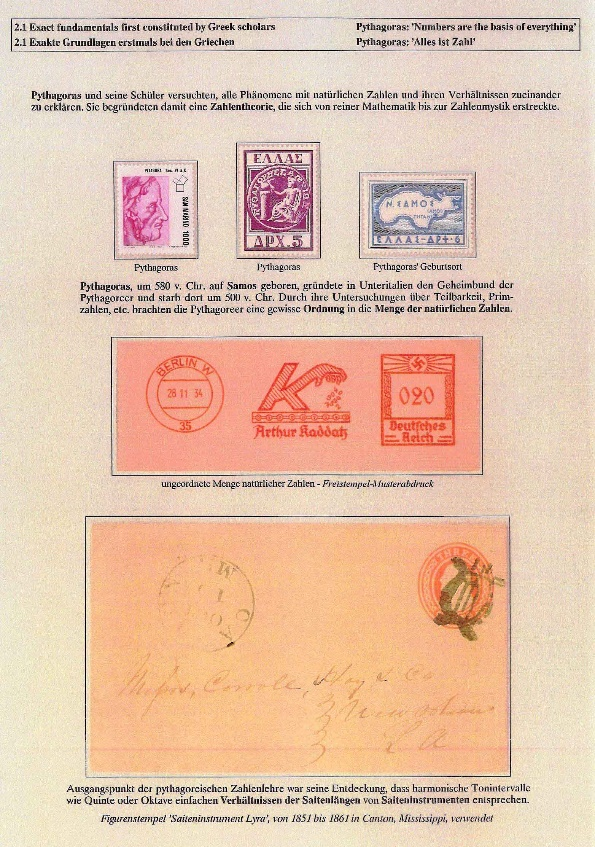 2.1 Exact fundamentals first constituted by Greek scholars Pythagoras: 'Numbers are the basis of everything'
2.1 Exakte Grundlagen erstmals bei den Griechen Pythagoras: 'Alles ist Zahl'
Pythagoras und seine Schüler versuchten, alle Phänomene mit natürlichen Zahlen und ihren Verhältnissen zueinander
zu erklären. Sie begründeten damit eine Zahlentheorie, die sich von reiner Mathematik bis zur Zahlenmystik erstreckte.
SAN MARINO 1000
ΕΛΛΑΣ
ΔΡΧ. 5
Ν. ΣΑΜΟΣ
ΕΛΛΑΣ-ΔΡ. 6
Pythagoras Pythagoras Pythagoras' Geburtsort
Pythagoras, um 580 v. Chr. auf Samos geboren, gründete in Unteritalien den Geheimbund der
Pythagoreer und starb dort um 500 v. Chr. Durch ihre Untersuchungen über Teilbarkeit, Prim-
zahlen, etc. brachten die Pythagoreer eine gewisse Ordnung in die Menge der natürlichen Zahlen.
BERLIN W
28 11 34
35
K
Arthur Kaddatz
020
Deutsches
Reich
ungeordnete Menge natürlicher Zahlen - Freistempel-Musterabdruck
Messrs,
& Co
New Orleans
La
Ausgangspunkt der pythagoreischen Zahlenlehre war seine Entdeckung, dass harmonische Tonintervalle
wie Quinte oder Oktave einfachen Verhältnissen der Saitenlängen von Saiteninstrumenten entsprechen.
Figurenstempel 'Saiteninstrument Lyra', von 1851 bis 1861 in Canton, Mississippi, verwendet